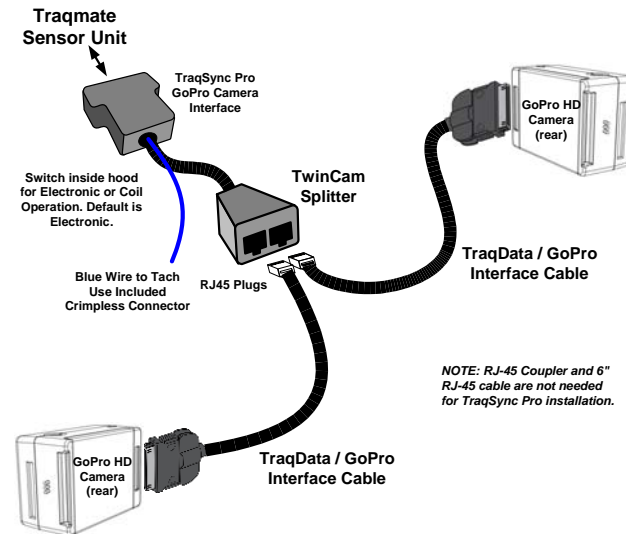 Traqmate
Sensor Unit
TraqSync Pro
GoPro Camera
Interface
GoPro HD
Camera
(rear)
Switch inside hood
for Electronic or Coil
Operation. Default is
Electronic.
TwinCam
Splitter
Blue Wire to Tach
Use Included
Crimpless Connector
RJ45 Plugs
TraqData / GoPro
Interface Cable
NOTE: RJ-45 Coupler and 6"
RJ-45 cable are not needed
for TraqSync Pro installation.
GoPro HD
Camera
(rear)
TraqData / GoPro
Interface Cable